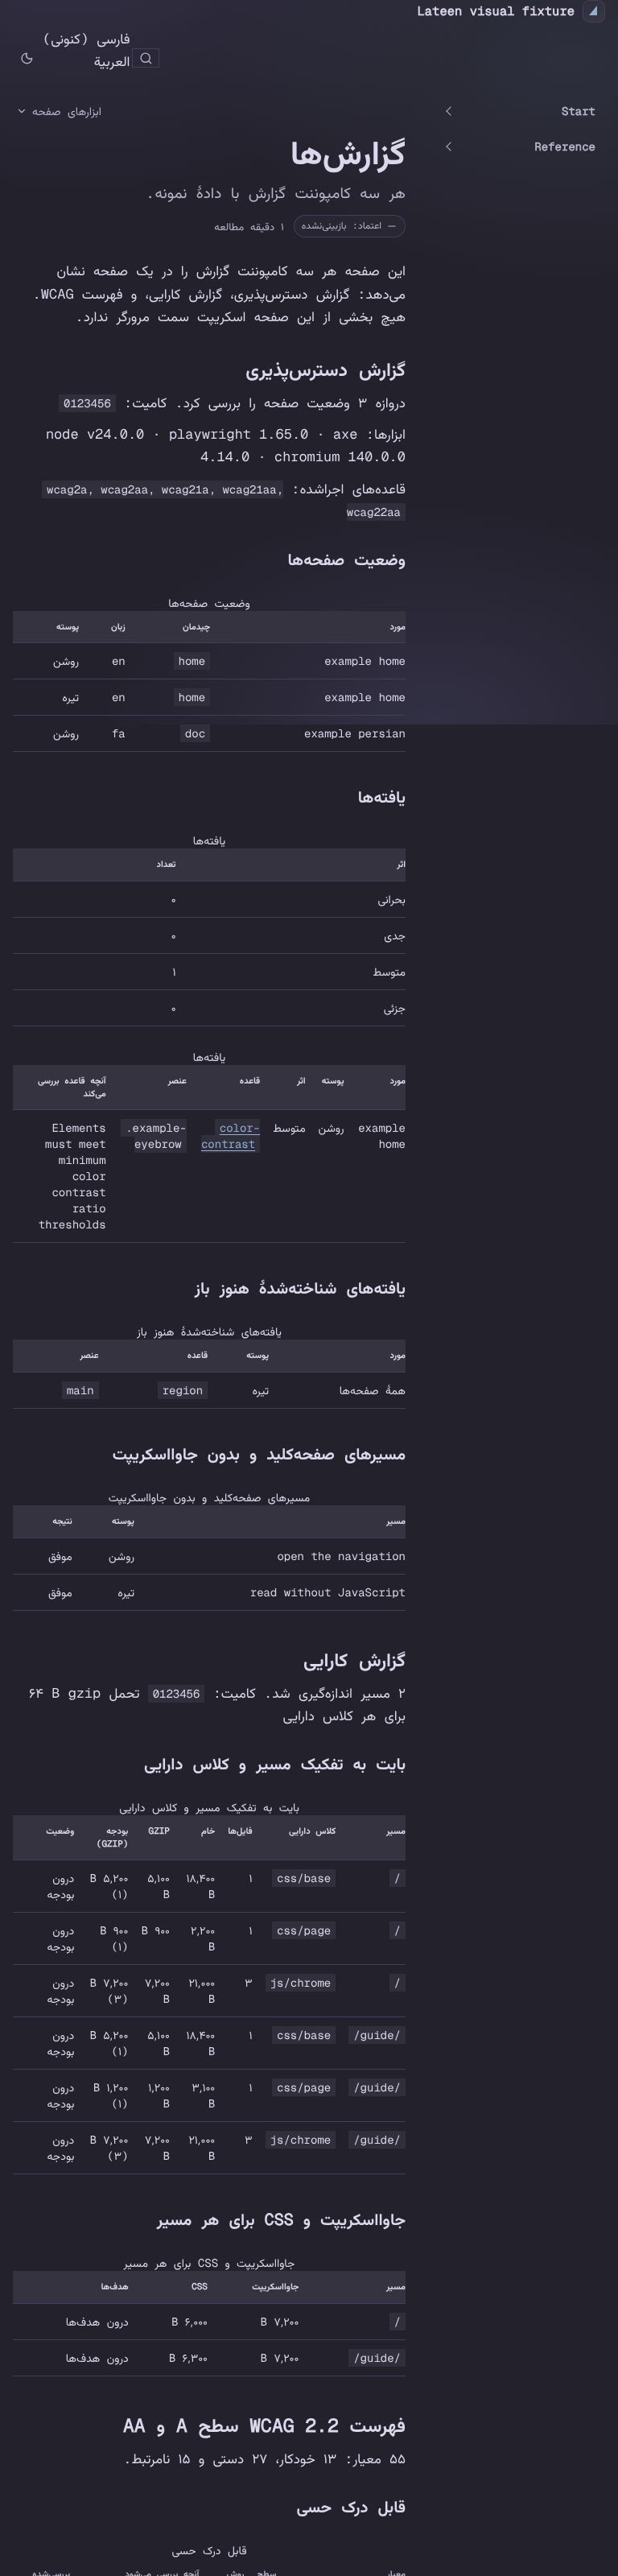 Lateen visual fixture
فارسی (کنونی)
العربية
Start
Reference
ابزارهای صفحه
گزارش‌ها
هر سه کامپوننت گزارش با دادهٔ نمونه.
— اعتماد: بازبینی‌نشده
۱ دقیقه مطالعه
این صفحه هر سه کامپوننت گزارش را در یک صفحه نشان
می‌دهد: گزارش دسترس‌پذیری، گزارش کارایی، و فهرست WCAG.
هیچ بخشی از این صفحه اسکریپت سمت مرورگر ندارد.
گزارش دسترس‌پذیری
دروازه ۳ وضعیت صفحه را بررسی کرد. کامیت: 0123456
ابزارها: node v24.0.0 · playwright 1.65.0 · axe
4.14.0 · chromium 140.0.0
قاعده‌های اجراشده: wcag2a, wcag2aa, wcag21a, wcag21aa,
wcag22aa
وضعیت صفحه‌ها
وضعیت صفحه‌ها
مورد چیدمان زبان پوسته
example home home en روشن
example home home en تیره
example persian doc fa روشن
یافته‌ها
یافته‌ها
اثر تعداد
بحرانی ۰
جدی ۰
متوسط ۱
جزئی ۰
یافته‌ها
مورد پوسته اثر قاعده عنصر آنچه قاعده بررسی
می‌کند
example home روشن متوسط color-contrast .example-eyebrow Elements
must meet
minimum
color
contrast
ratio
thresholds
یافته‌های شناخته‌شدهٔ هنوز باز
یافته‌های شناخته‌شدهٔ هنوز باز
مورد پوسته قاعده عنصر
همهٔ صفحه‌ها تیره region main
مسیرهای صفحه‌کلید و بدون جاوااسکریپت
مسیرهای صفحه‌کلید و بدون جاوااسکریپت
مسیر پوسته نتیجه
open the navigation روشن موفق
read without JavaScript تیره موفق
گزارش کارایی
۲ مسیر اندازه‌گیری شد. کامیت: 0123456 تحمل ۶۴ B gzip
برای هر کلاس دارایی
بایت به تفکیک مسیر و کلاس دارایی
بایت به تفکیک مسیر و کلاس دارایی
مسیر کلاس دارایی فایل‌ها خام GZIP بودجه (GZIP) وضعیت
/ css/base ۱ ۱۸,۴۰۰ B ۵,۱۰۰ B ۵,۲۰۰ B (۱) درون بودجه
/ css/page ۱ ۲,۲۰۰ B ۹۰۰ B ۹۰۰ B (۱) درون بودجه
/ js/chrome ۳ ۲۱,۰۰۰ B ۷,۲۰۰ B ۷,۲۰۰ B (۳) درون بودجه
/guide/ css/base ۱ ۱۸,۴۰۰ B ۵,۱۰۰ B ۵,۲۰۰ B (۱) درون بودجه
/guide/ css/page ۱ ۳,۱۰۰ B ۱,۲۰۰ B ۱,۲۰۰ B (۱) درون بودجه
/guide/ js/chrome ۳ ۲۱,۰۰۰ B ۷,۲۰۰ B ۷,۲۰۰ B (۳) درون بودجه
جاوااسکریپت و CSS برای هر مسیر
جاوااسکریپت و CSS برای هر مسیر
مسیر جاوااسکریپت CSS هدف‌ها
/ ۷,۲۰۰ B ۶,۰۰۰ B درون هدف‌ها
/guide/ ۷,۲۰۰ B ۶,۳۰۰ B درون هدف‌ها
فهرست WCAG 2.2 سطح A و AA
۵۵ معیار: ۱۳ خودکار، ۲۷ دستی و ۱۵ نامرتبط.
قابل درک حسی
قابل درک حسی
معیار سطح روش آنچه بررسی می‌شود بررسی‌شده